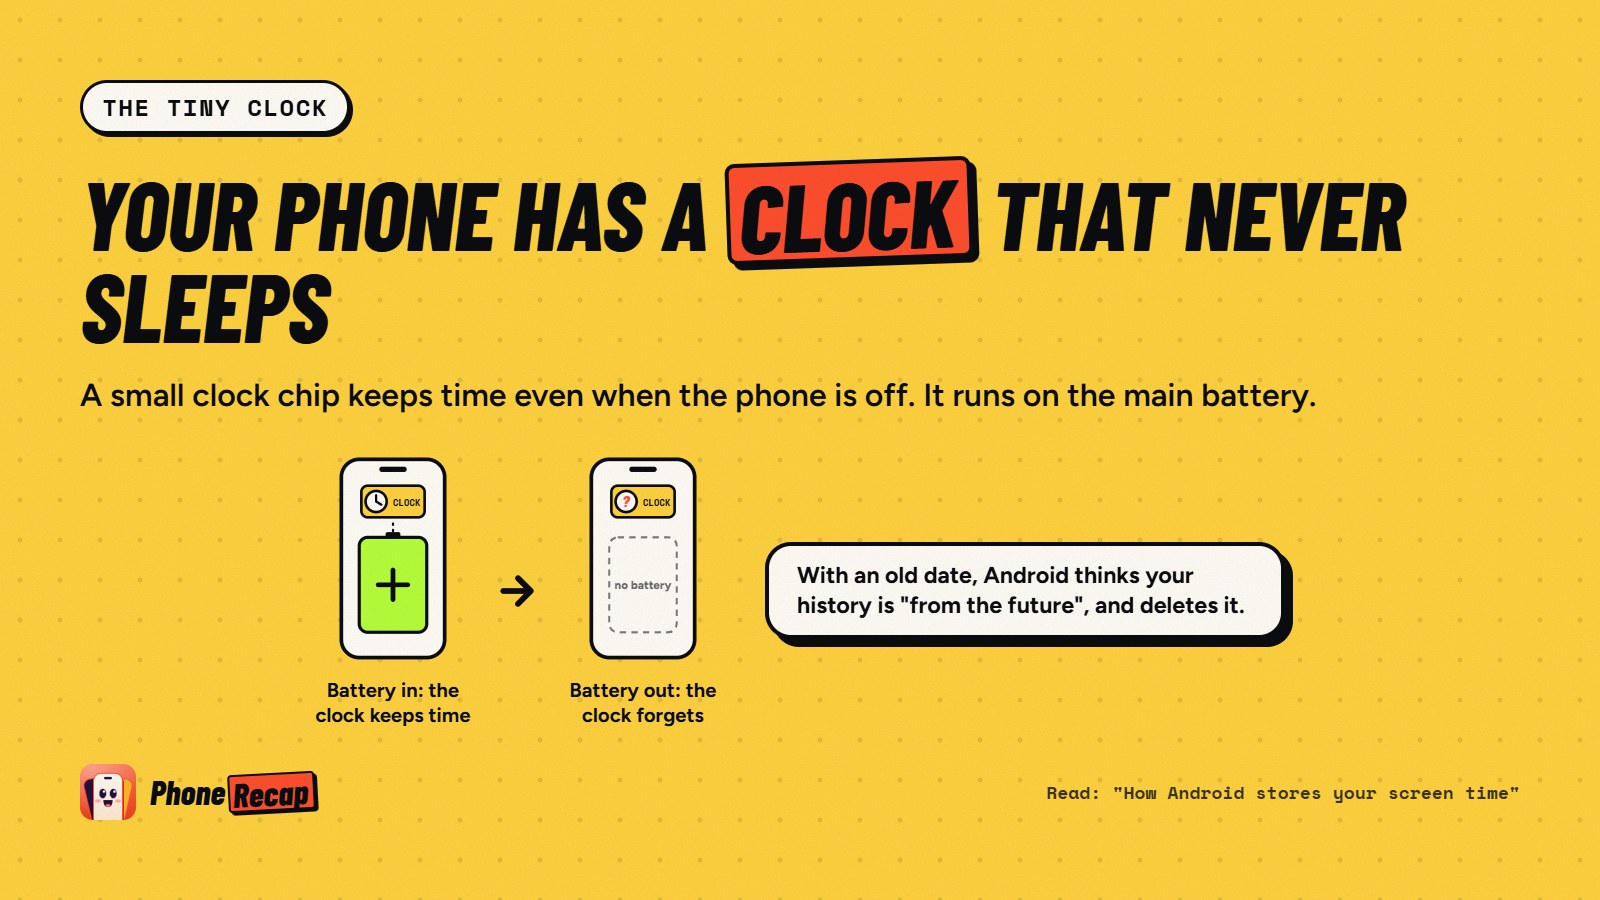 THE TINY CLOCK
YOUR PHONE HAS A CLOCK THAT NEVER
SLEEPS
A small clock chip keeps time even when the phone is off. It runs on the main battery.
CLOCK
? CLOCK
no battery
With an old date, Android thinks your
history is "from the future", and deletes it.
Battery in: the
clock keeps time
Battery out: the
clock forgets
Phone Recap
Read: "How Android stores your screen time"